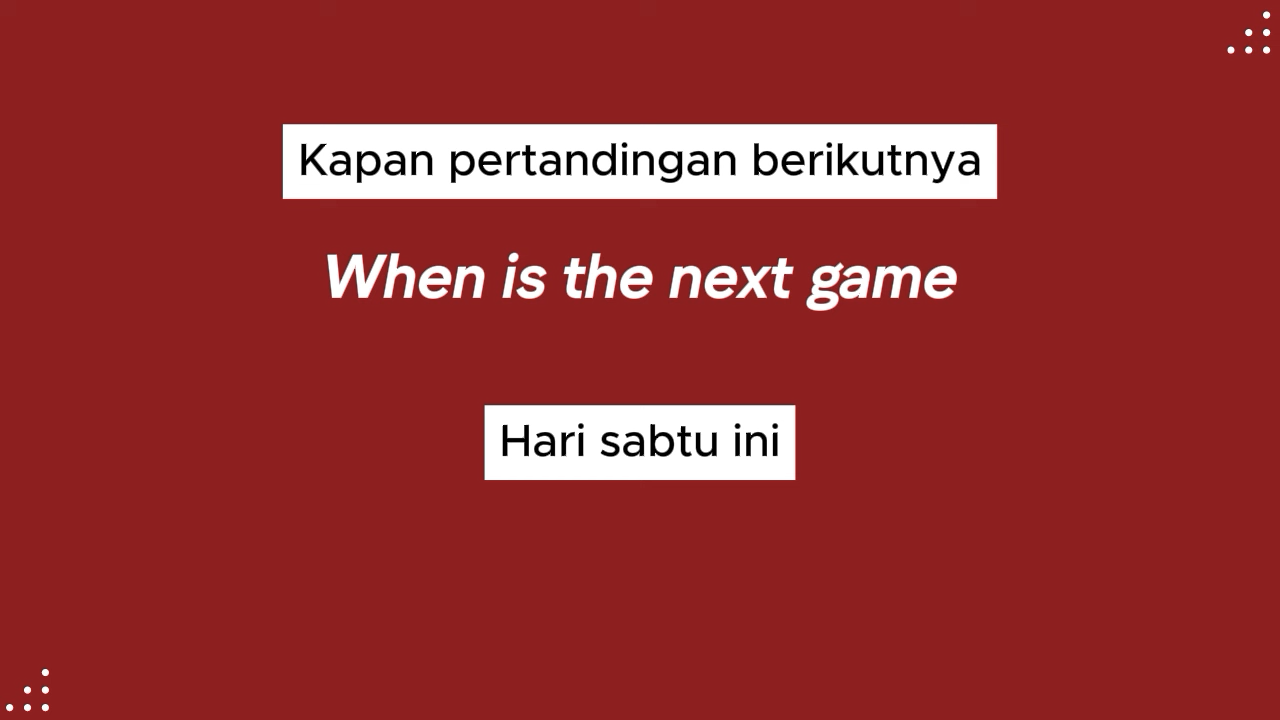 Kapan pertandingan berikutnya
When is the next game
Hari sabtu ini